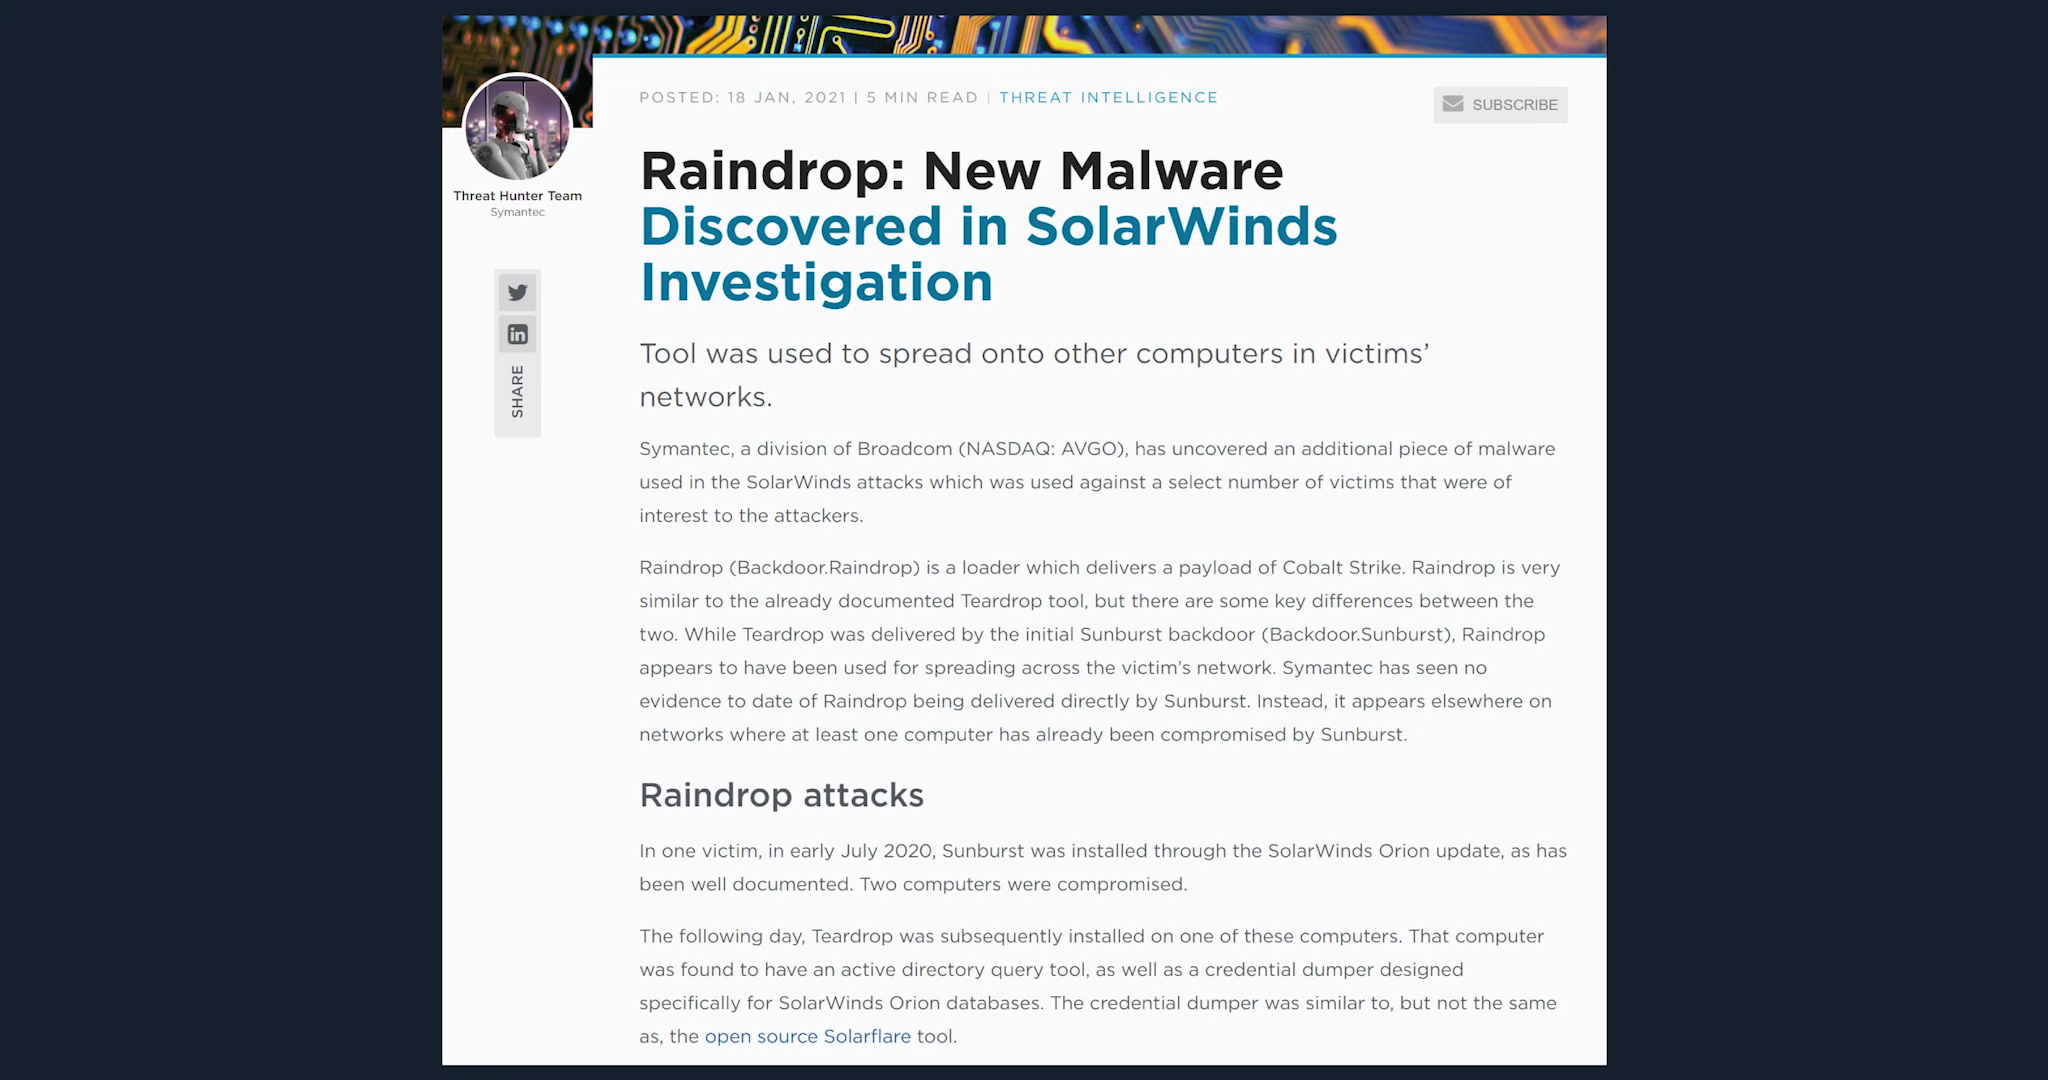 POSTED: 18 JAN, 2021 | 5 MIN READ | THREAT INTELLIGENCE
SUBSCRIBE
Threat Hunter Team
Symantec
SHARE
Raindrop: New Malware
Discovered in SolarWinds
Investigation
Tool was used to spread onto other computers in victims’
networks.
Symantec, a division of Broadcom (NASDAQ: AVGO), has uncovered an additional piece of malware
used in the SolarWinds attacks which was used against a select number of victims that were of
interest to the attackers.
Raindrop (Backdoor.Raindrop) is a loader which delivers a payload of Cobalt Strike. Raindrop is very
similar to the already documented Teardrop tool, but there are some key differences between the
two. While Teardrop was delivered by the initial Sunburst backdoor (Backdoor.Sunburst), Raindrop
appears to have been used for spreading across the victim’s network. Symantec has seen no
evidence to date of Raindrop being delivered directly by Sunburst. Instead, it appears elsewhere on
networks where at least one computer has already been compromised by Sunburst.
Raindrop attacks
In one victim, in early July 2020, Sunburst was installed through the SolarWinds Orion update, as has
been well documented. Two computers were compromised.
The following day, Teardrop was subsequently installed on one of these computers. That computer
was found to have an active directory query tool, as well as a credential dumper designed
specifically for SolarWinds Orion databases. The credential dumper was similar to, but not the same
as, the open source Solarflare tool.